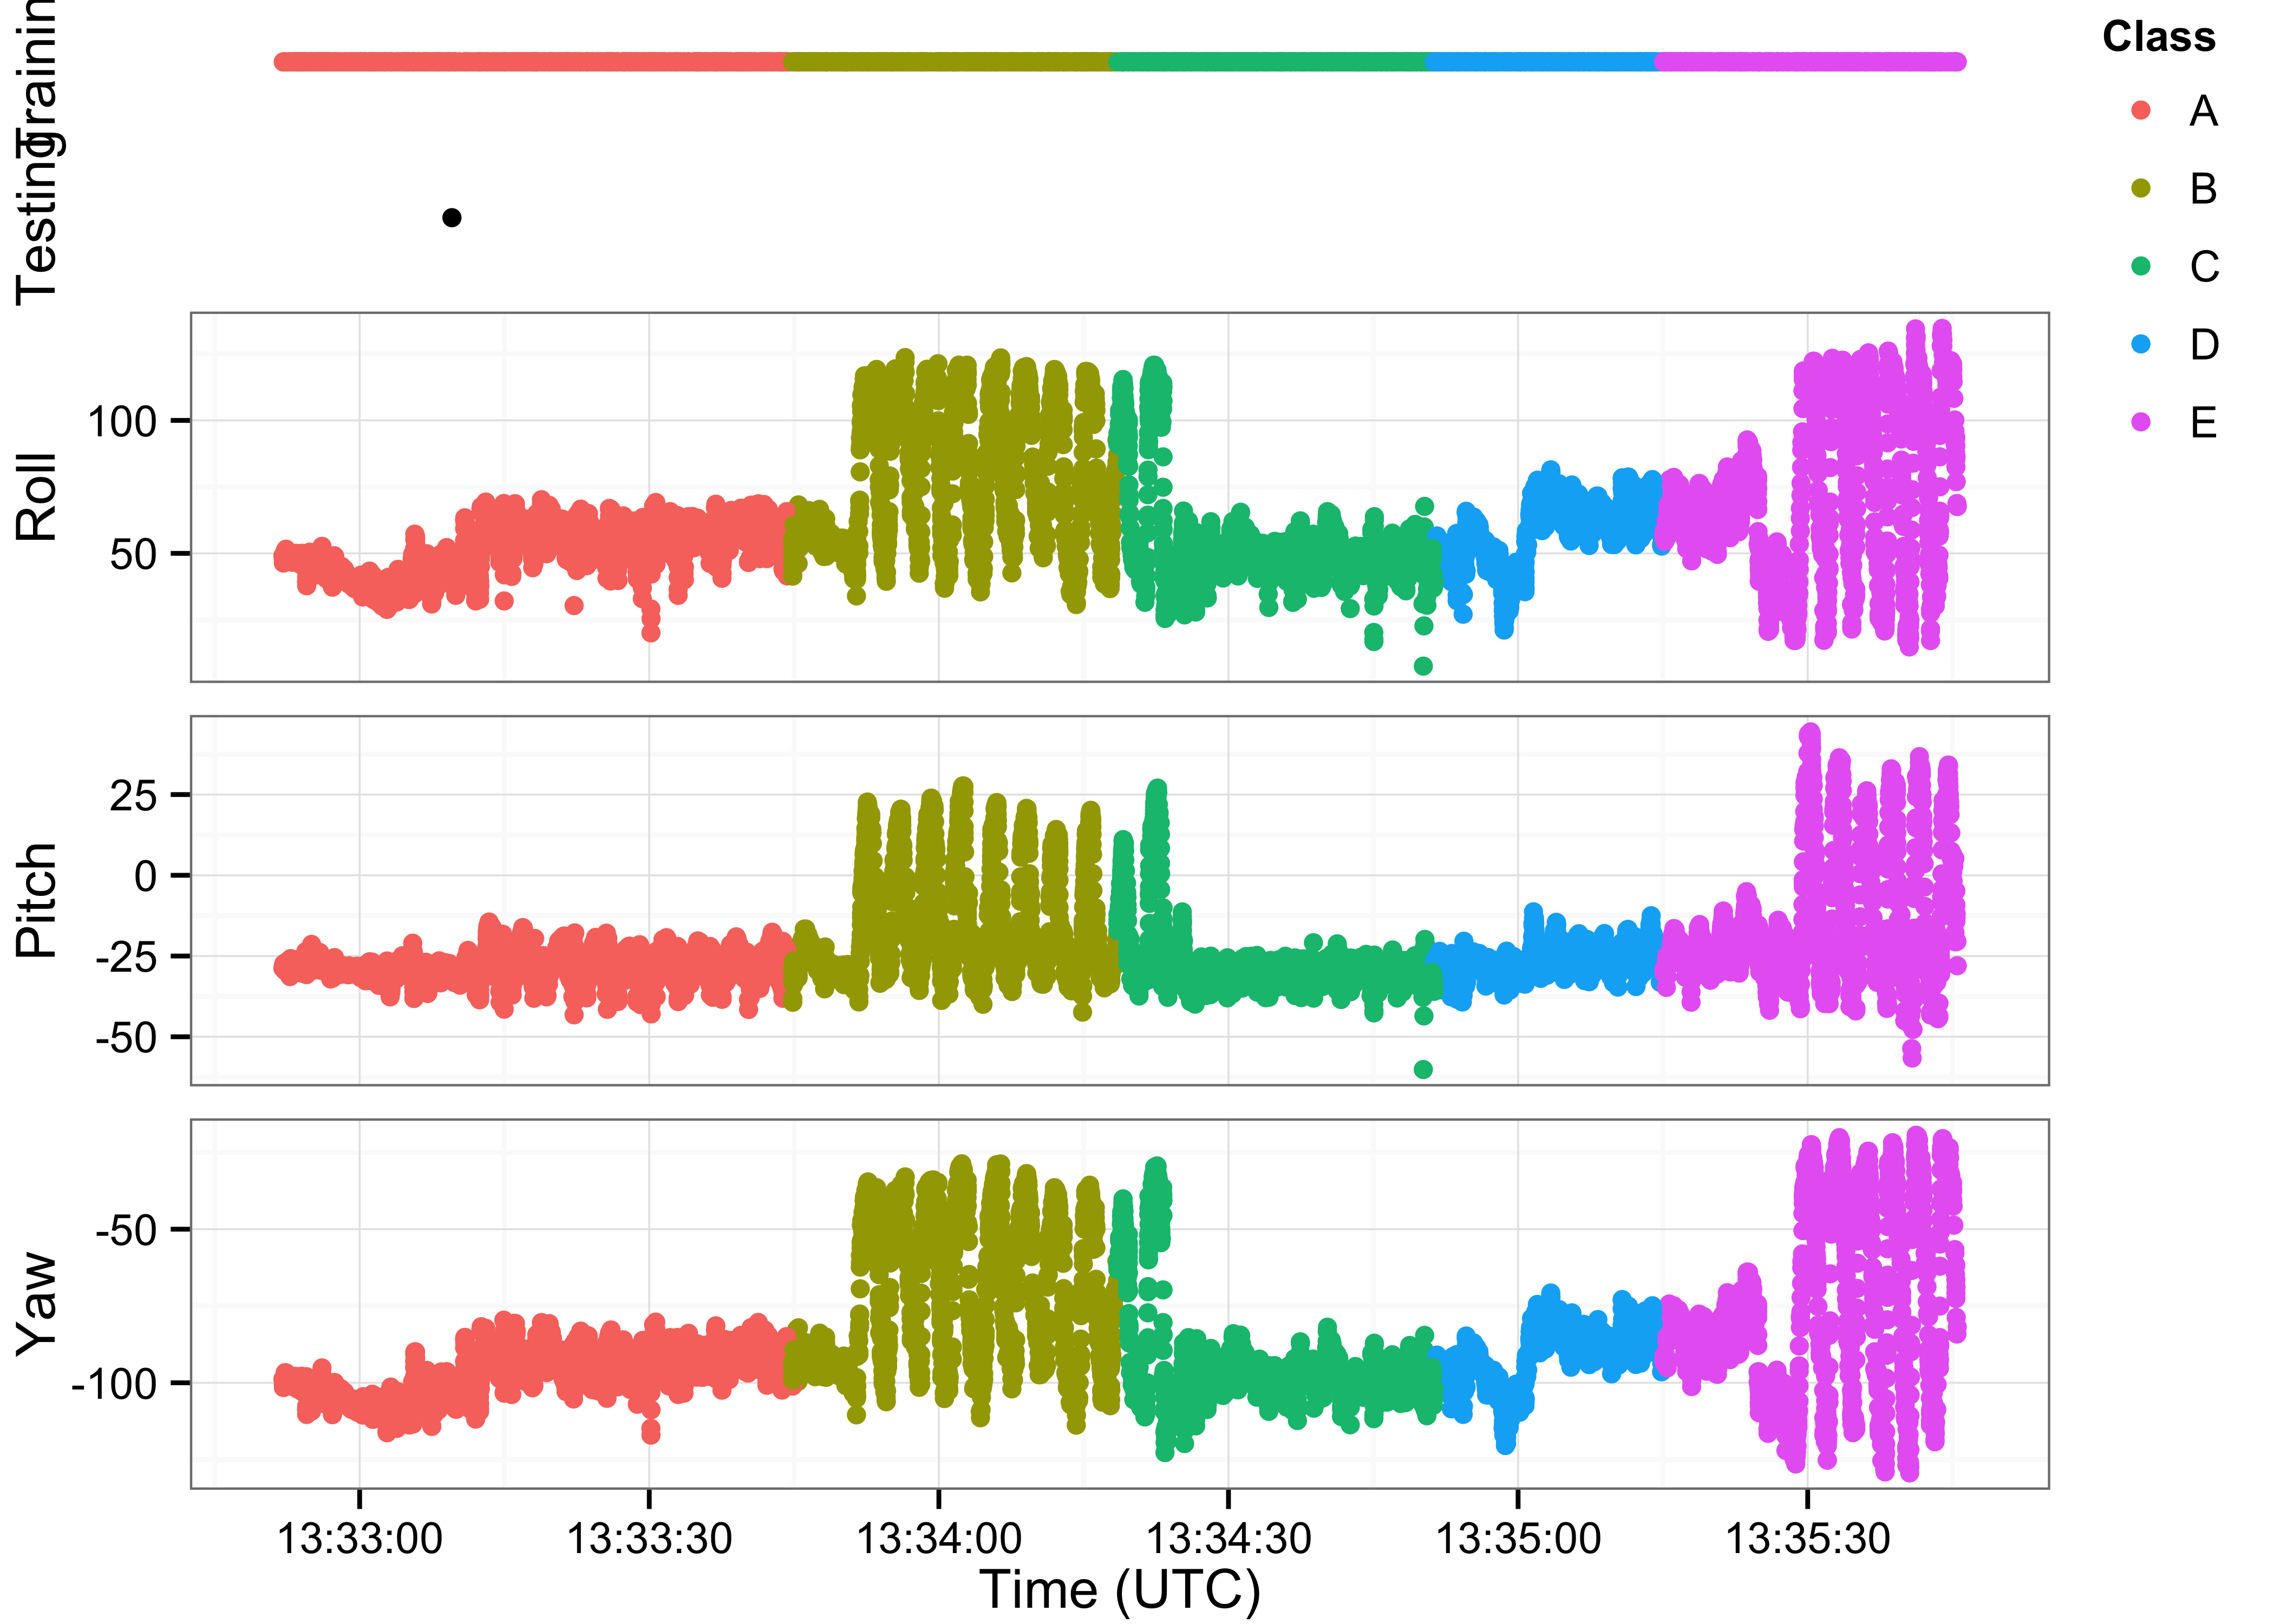 Training
Testing
Class
A
B
C
D
E
Roll
100
50
Pitch
25
0
-25
-50
Yaw
-50
-100
13:33:00
13:33:30
13:34:00
13:34:30
13:35:00
13:35:30
Time (UTC)